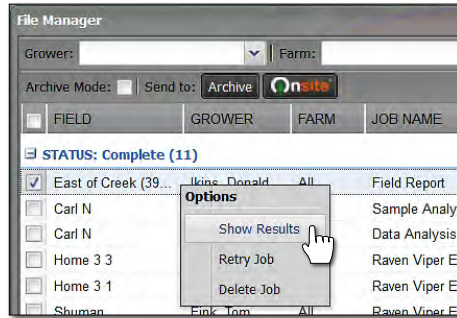 File Manager
Grower: Farm:
Archive Mode: Send to: Archive Onsite
FIELD GROWER FARM JOB NAME
STATUS: Complete (11)
East of Creek (39... Ikins, Donald All Field Report
Options
Carl N Sample Analy
Show Results
Carl N Data Analysis
Home 3 3 Retry Job Raven Viper E
Home 3 1 Delete Job Raven Viper E
Shuman Fink, Tom All Raven Viper E